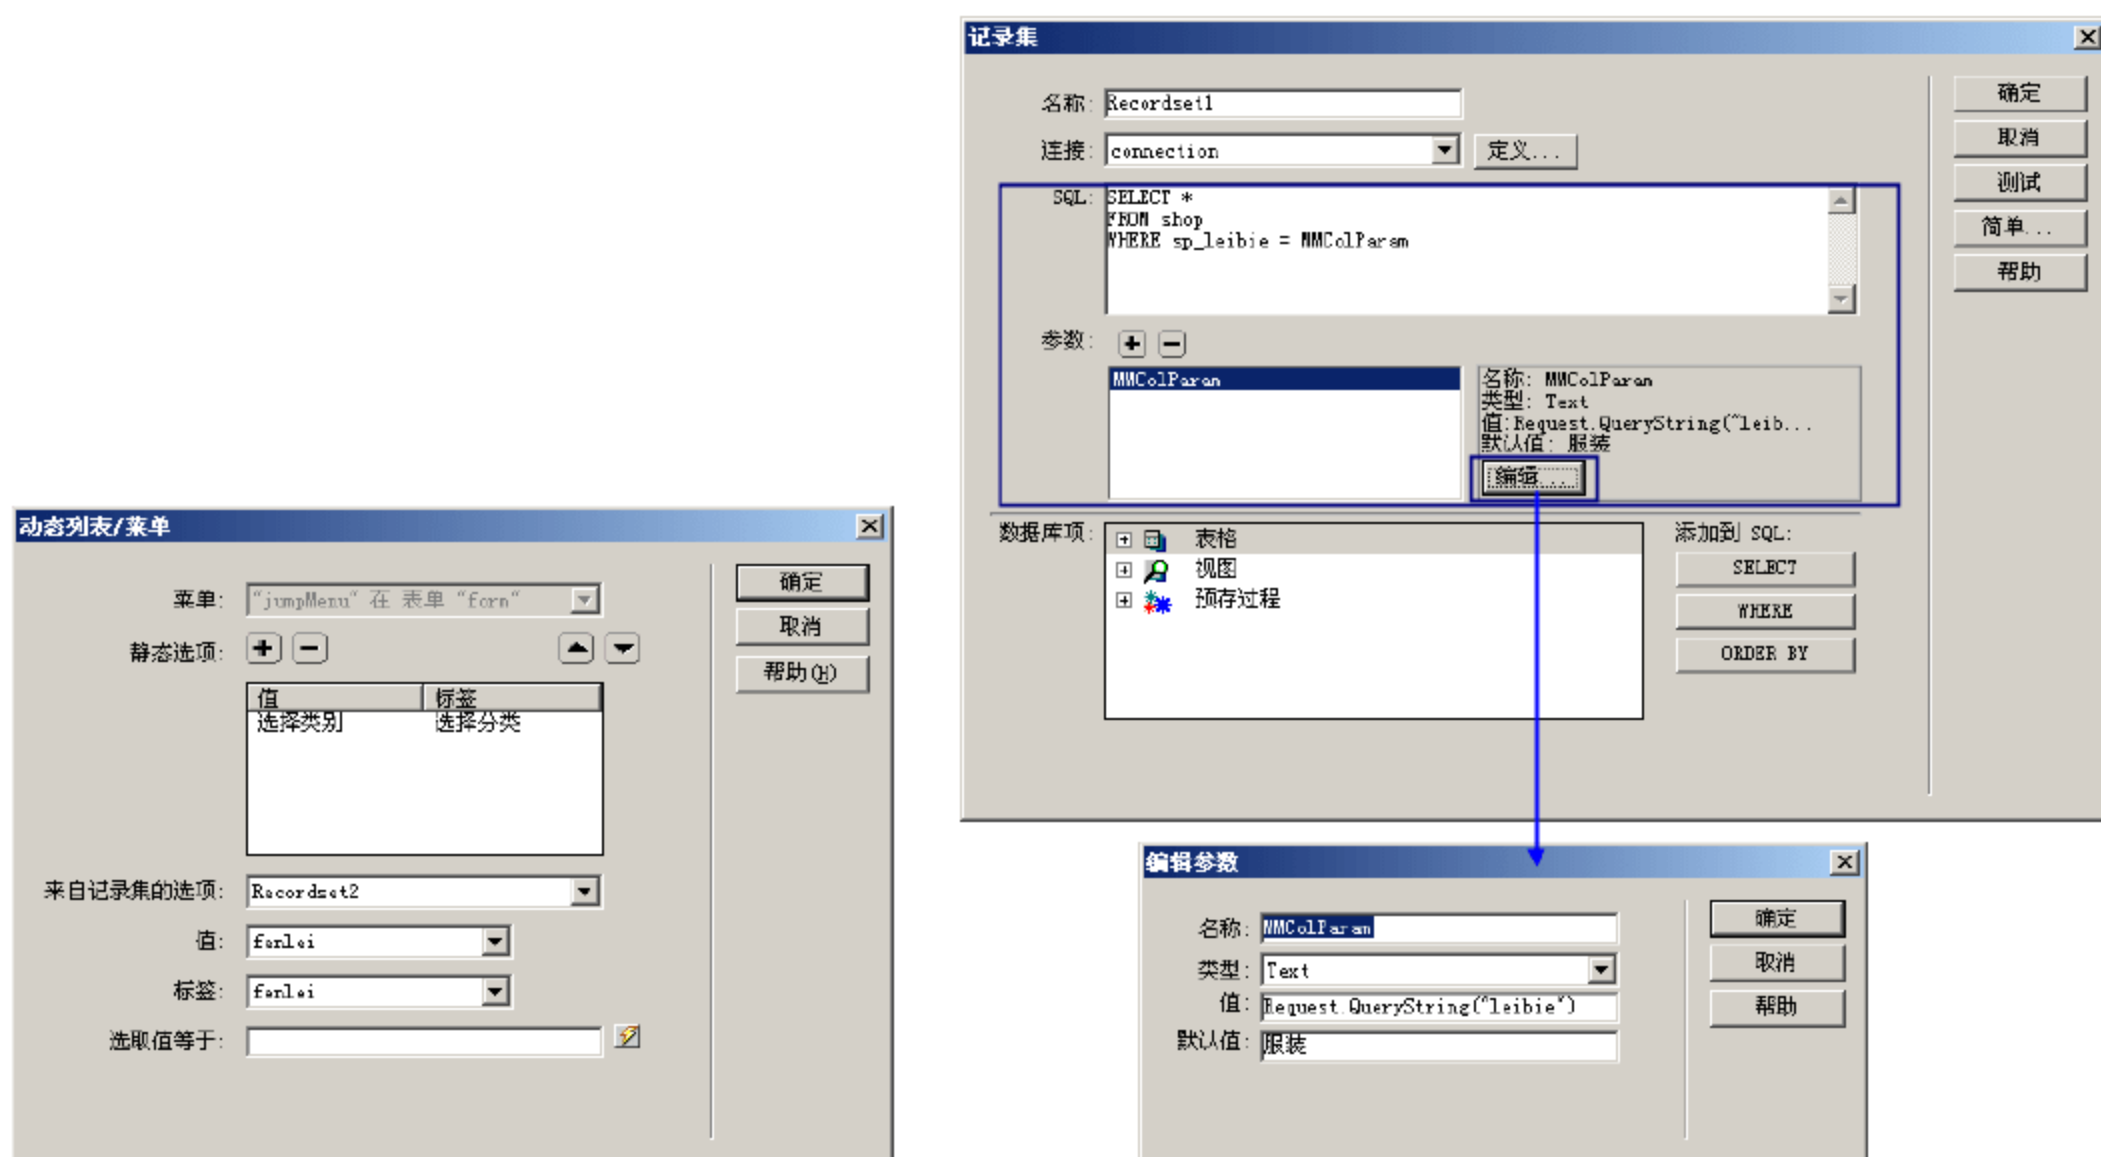 记录集
名称: Recordset1
连接: connection 定义...
SQL: SELECT *
FROM shop
WHERE sp_leibie = MMColParam
参数:
MMColParam
名称: MMColParam
类型: Text
值:Request.QueryString("leib...
默认值: 服装
编辑...
数据库项:
表格
视图
预存过程
添加到 SQL:
SELECT
WHERE
ORDER BY
确定
取消
测试
简单...
帮助
动态列表/菜单
菜单: "jumpMenu" 在 表单 "form"
静态选项:
值 标签
选择类别 选择分类
来自记录集的选项: Recordset2
值: fenlei
标签: fenlei
选取值等于:
确定
取消
帮助(H)
编辑参数
名称: MMColParam
类型: Text
值: Request.QueryString("leibie")
默认值: 服装
确定
取消
帮助